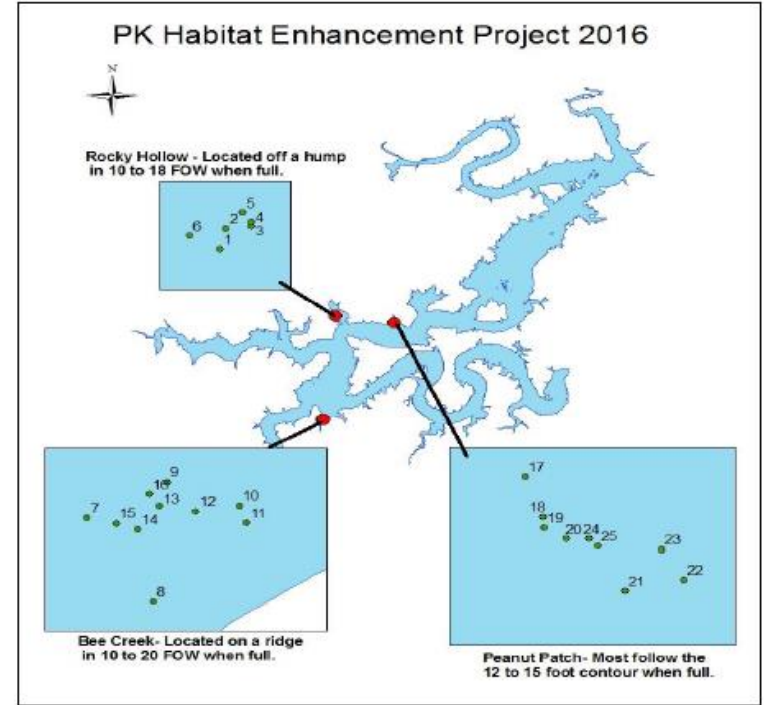 PK Habitat Enhancement Project 2016
N
Rocky Hollow - Located off a hump
in 10 to 18 FOW when full.
5
2 4
6 3
1
9
16
13 10
7 15 12
14 11
8
Bee Creek- Located on a ridge
in 10 to 20 FOW when full.
17
18
19
20 24
25 23
22
21
Peanut Patch- Most follow the
12 to 15 foot contour when full.